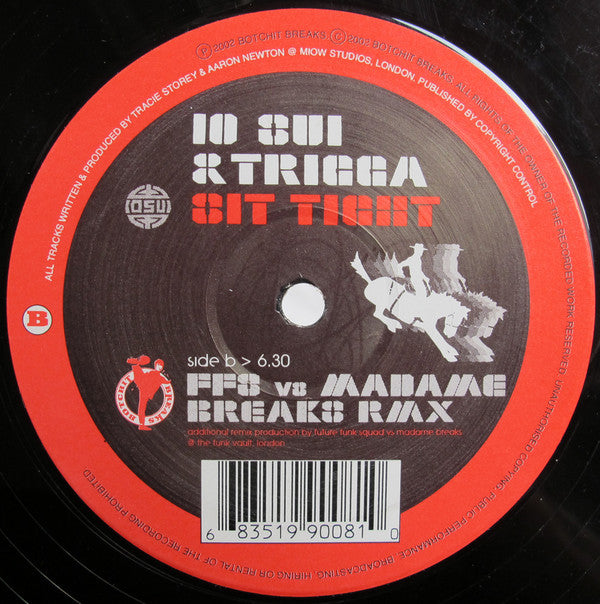 ℗ 2002 BOTCHIT BREAKS © 2002 BOTCHIT BREAKS. ALL RIGHTS OF THE OWNER OF THE RECORDED WORK RESERVED. UNAUTHORISED COPYING, PUBLIC PERFORMANCE, BROADCASTING, HIRING OR RENTAL OF THE RECORDING PROHIBITED
ALL TRACKS WRITTEN & PRODUCED BY TRACIE STOREY & AARON NEWTON @ MIOW STUDIOS, LONDON. PUBLISHED BY COPYRIGHT CONTROL
IO SUI
& TRIGGA
SIT TIGHT
IOSUI
B
side b > 6.30
FFS vs MADAME
BREAKS RMX
BOTCHIT BREAKS
additional remix production by future funk squad vs madame breaks
@ the funk vault, london
6 83519 90081 0